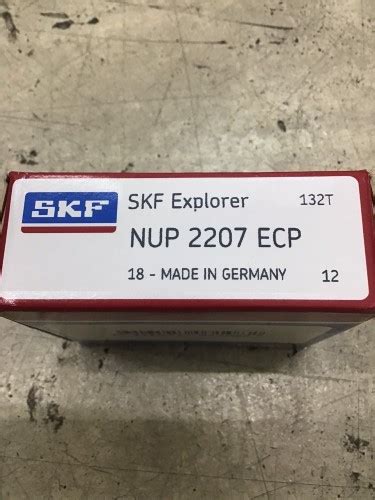 SKF
SKF Explorer 132T
NUP 2207 ECP
18 - MADE IN GERMANY 12